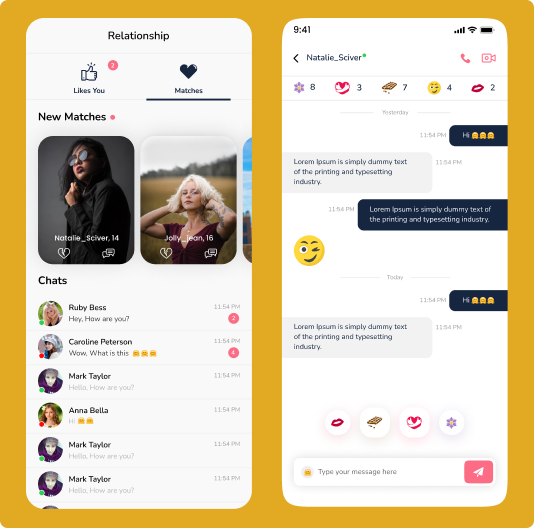 Relationship
2
Likes You
Matches
New Matches
Natalie_Sciver, 14
Jolly_jean, 16
Chats
Ruby Bess
11:54 PM
Hey, How are you?
2
Caroline Peterson
11:54 PM
Wow, What is this 🤗🤗🤗
4
Mark Taylor
11:54 PM
Hello, How are you?
Anna Bella
11:54 PM
Hi 🤗🤗
Mark Taylor
11:54 PM
Hello, How are you?
Mark Taylor
11:54 PM
Hello, How are you?
9:41
Natalie_Sciver
8
3
7
4
2
Yesterday
11:54 PM
Hi 🤗🤗🤗
Lorem Ipsum is simply dummy text
of the printing and typesetting
industry.
11:54 PM
11:54 PM
Lorem Ipsum is simply dummy text of
the printing and typesetting industry.
Today
11:54 PM
Hi 🤗🤗🤗
Lorem Ipsum is simply dummy text
of the printing and typesetting
industry.
11:54 PM
Type your message here